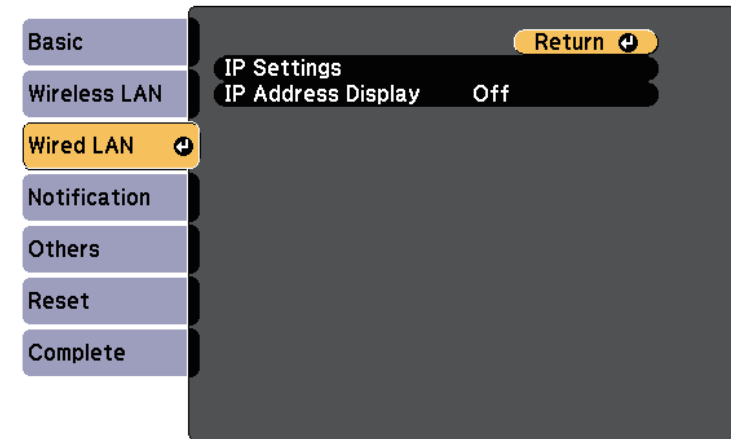 Basic
Wireless LAN
Wired LAN
Notification
Others
Reset
Complete
Return
IP Settings
IP Address Display Off